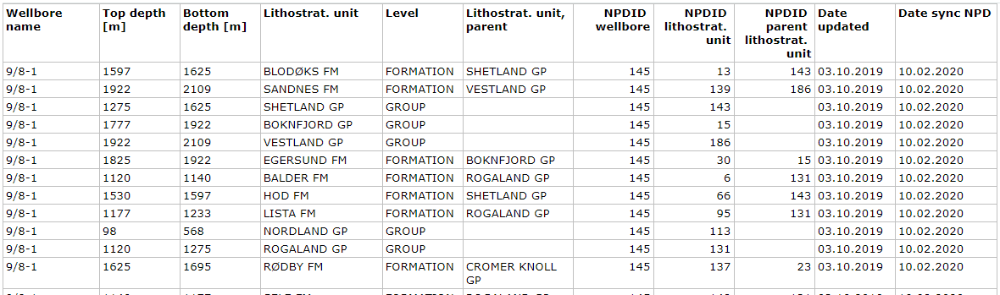 Wellbore name Top depth [m] Bottom depth [m] Lithostrat. unit Level Lithostrat. unit, parent NPDID wellbore NPDID lithostrat. unit NPDID parent lithostrat. unit Date updated Date sync NPD
9/8-1 1597 1625 BLODØKS FM FORMATION SHETLAND GP 145 13 143 03.10.2019 10.02.2020
9/8-1 1922 2109 SANDNES FM FORMATION VESTLAND GP 145 139 186 03.10.2019 10.02.2020
9/8-1 1275 1625 SHETLAND GP GROUP 145 143 03.10.2019 10.02.2020
9/8-1 1777 1922 BOKNFJORD GP GROUP 145 15 03.10.2019 10.02.2020
9/8-1 1922 2109 VESTLAND GP GROUP 145 186 03.10.2019 10.02.2020
9/8-1 1825 1922 EGERSUND FM FORMATION BOKNFJORD GP 145 30 15 03.10.2019 10.02.2020
9/8-1 1120 1140 BALDER FM FORMATION ROGALAND GP 145 6 131 03.10.2019 10.02.2020
9/8-1 1530 1597 HOD FM FORMATION SHETLAND GP 145 66 143 03.10.2019 10.02.2020
9/8-1 1177 1233 LISTA FM FORMATION ROGALAND GP 145 95 131 03.10.2019 10.02.2020
9/8-1 98 568 NORDLAND GP GROUP 145 113 03.10.2019 10.02.2020
9/8-1 1120 1275 ROGALAND GP GROUP 145 131 03.10.2019 10.02.2020
9/8-1 1625 1695 RØDBY FM FORMATION CROMER KNOLL GP 145 137 23 03.10.2019 10.02.2020